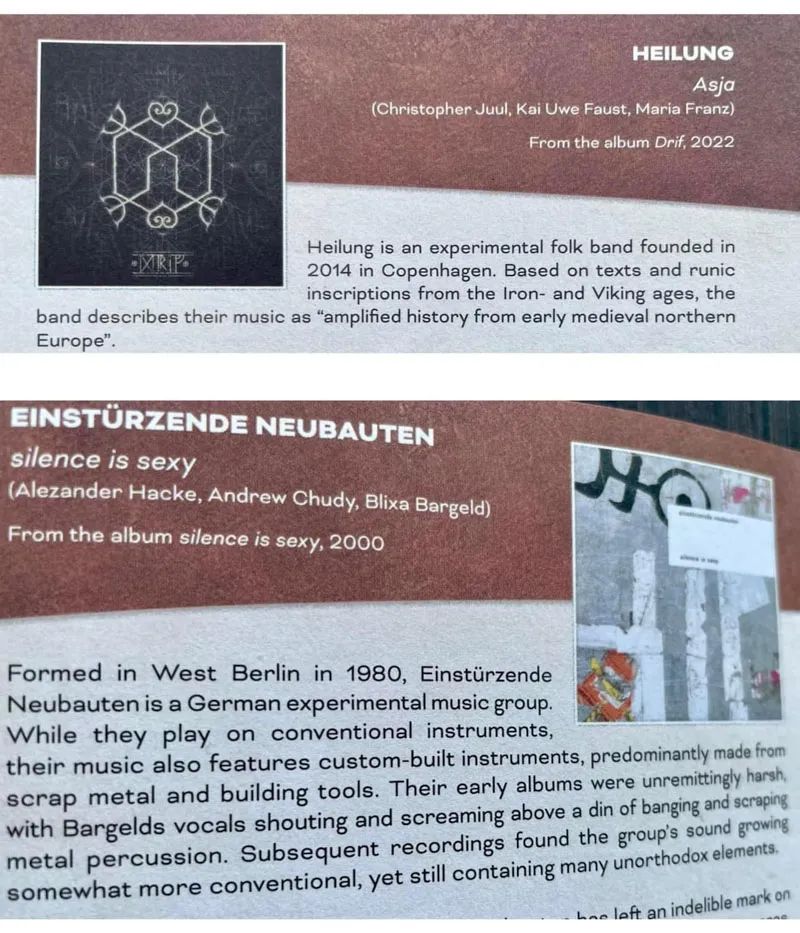 HEILUNG
Asja
(Christopher Juul, Kai Uwe Faust, Maria Franz)
From the album Drif, 2022
Heilung is an experimental folk band founded in
2014 in Copenhagen. Based on texts and runic
inscriptions from the Iron- and Viking ages, the
band describes their music as “amplified history from early medieval northern
Europe”.
EINSTÜRZENDE NEUBAUTEN
silence is sexy
(Alezander Hacke, Andrew Chudy, Blixa Bargeld)
From the album silence is sexy, 2000
einstürzende neubauten
silence is sexy
Formed in West Berlin in 1980, Einstürzende
Neubauten is a German experimental music group.
While they play on conventional instruments,
their music also features custom-built instruments, predominantly made from
scrap metal and building tools. Their early albums were unremittingly harsh,
with Bargelds vocals shouting and screaming above a din of banging and scraping
metal percussion. Subsequent recordings found the group’s sound growing
somewhat more conventional, yet still containing many unorthodox elements.
has left an indelible mark on